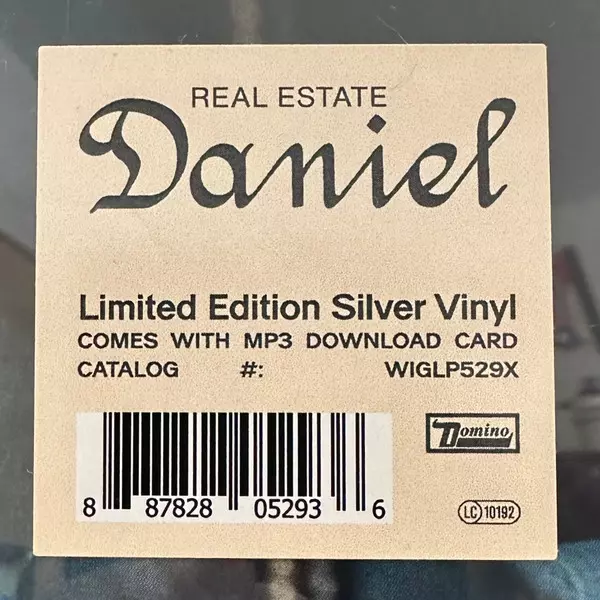 REAL ESTATE
Daniel
Limited Edition Silver Vinyl
COMES WITH MP3 DOWNLOAD CARD
CATALOG #: WIGLP529X
Domino
8 87828 05293 6
LC 10192